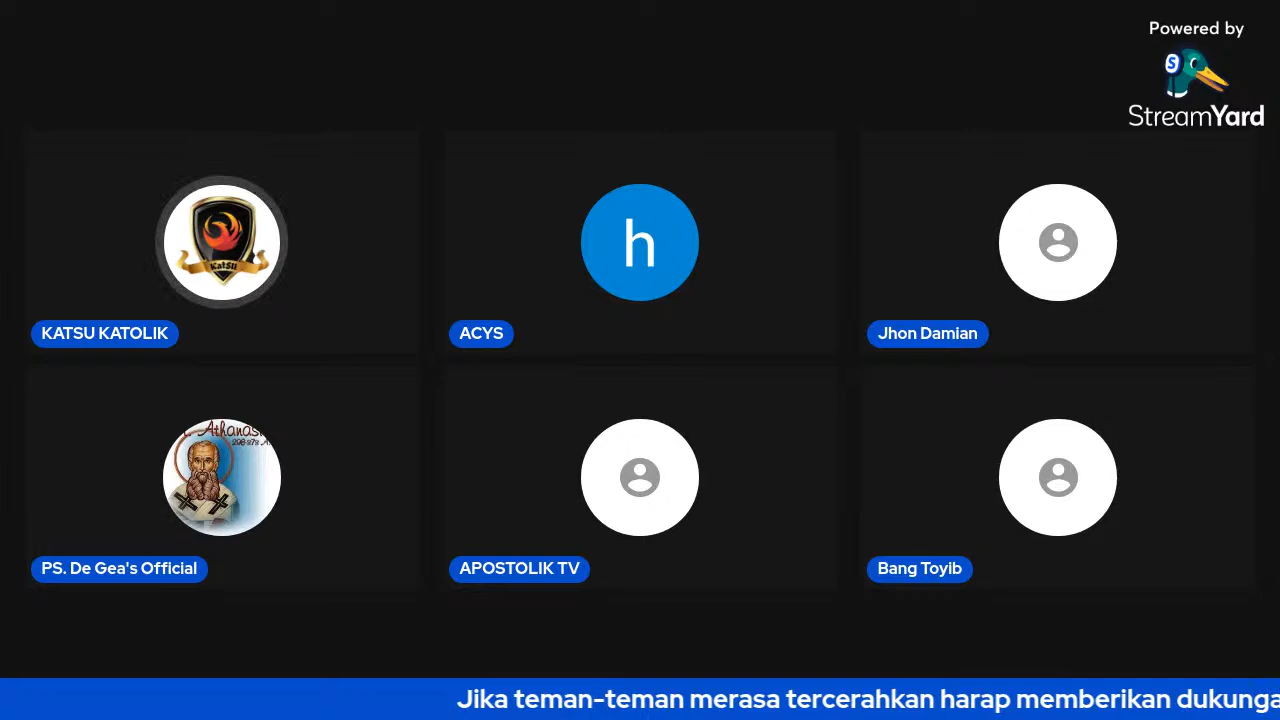 Powered by
StreamYard
S
KatSu
h
KATSU KATOLIK
ACYS
Jhon Damian
PS. De Gea's Official
APOSTOLIK TV
Bang Toyib
Jika teman-teman merasa tercerahkan harap memberikan dukunga